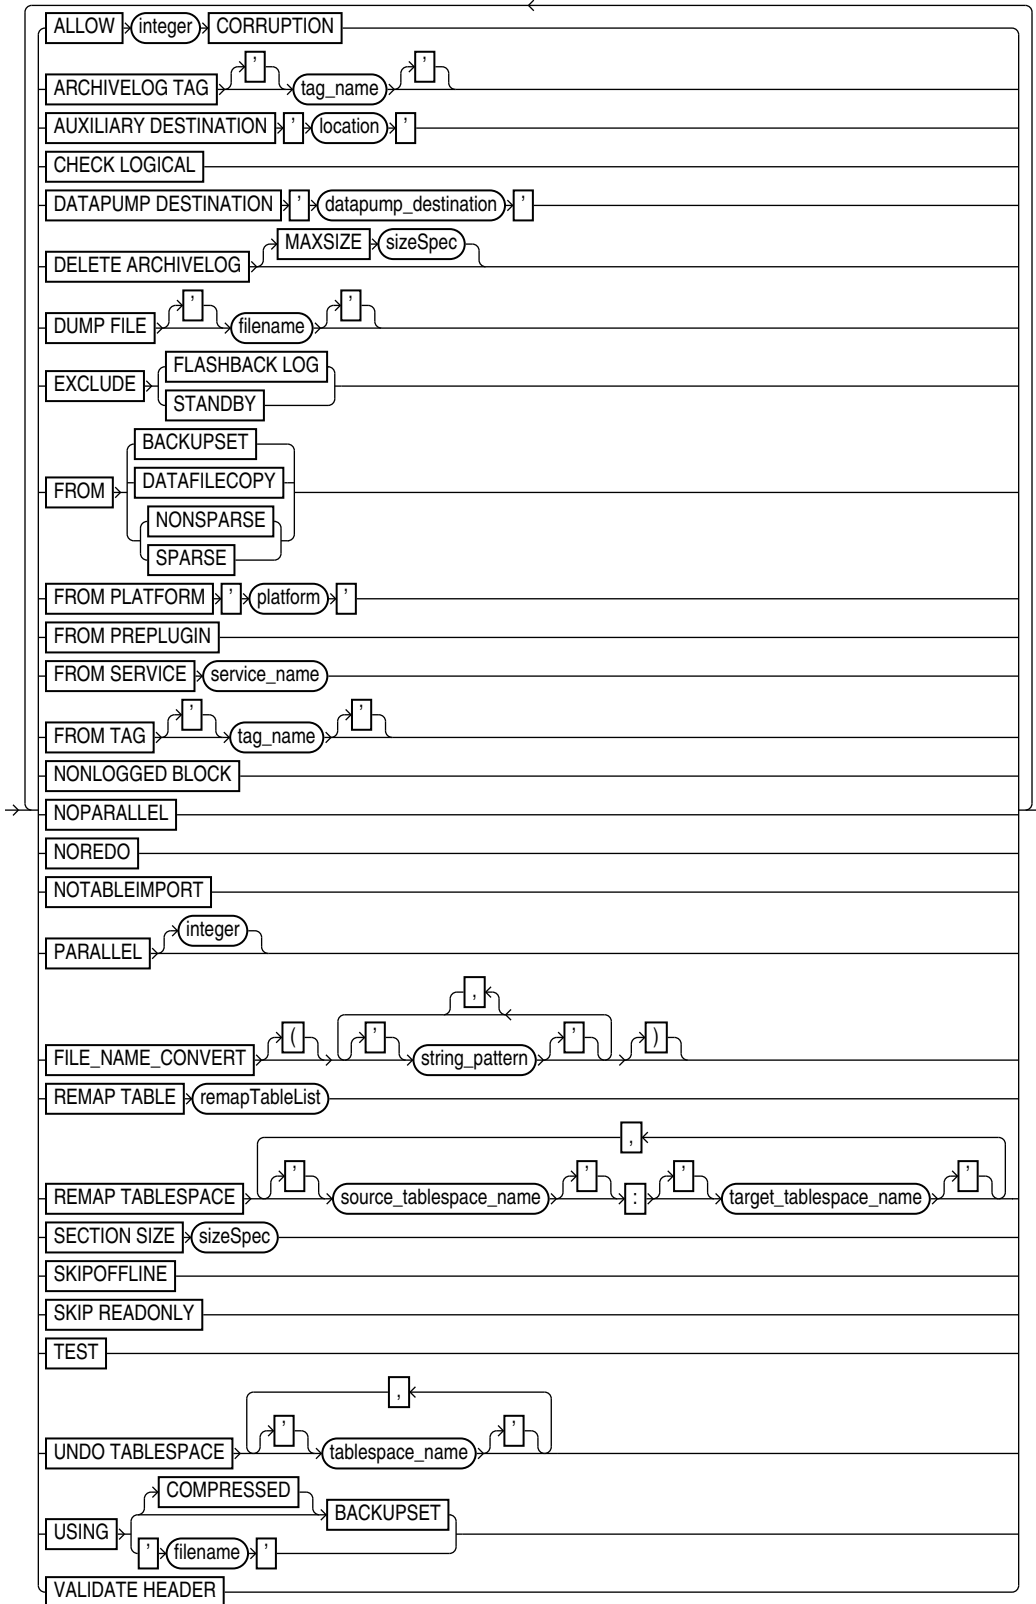 ALLOW integer CORRUPTION
' '
ARCHIVELOG TAG tag_name
AUXILIARY DESTINATION ' location '
CHECK LOGICAL
DATAPUMP DESTINATION ' datapump_destination '
MAXSIZE sizeSpec
DELETE ARCHIVELOG
' '
DUMP FILE filename
FLASHBACK LOG
EXCLUDE
STANDBY
BACKUPSET
DATAFILECOPY
FROM
NONSPARSE
SPARSE
FROM PLATFORM ' platform '
FROM PREPLUGIN
FROM SERVICE service_name
' '
FROM TAG tag_name
NONLOGGED BLOCK
NOPARALLEL
NOREDO
NOTABLEIMPORT
integer
PARALLEL
,
( ' ' )
FILE_NAME_CONVERT string_pattern
REMAP TABLE remapTableList
,
' ' ' '
REMAP TABLESPACE source_tablespace_name : target_tablespace_name
SECTION SIZE sizeSpec
SKIPOFFLINE
SKIP READONLY
TEST
,
' '
UNDO TABLESPACE tablespace_name
COMPRESSED
BACKUPSET
USING
' filename '
VALIDATE HEADER